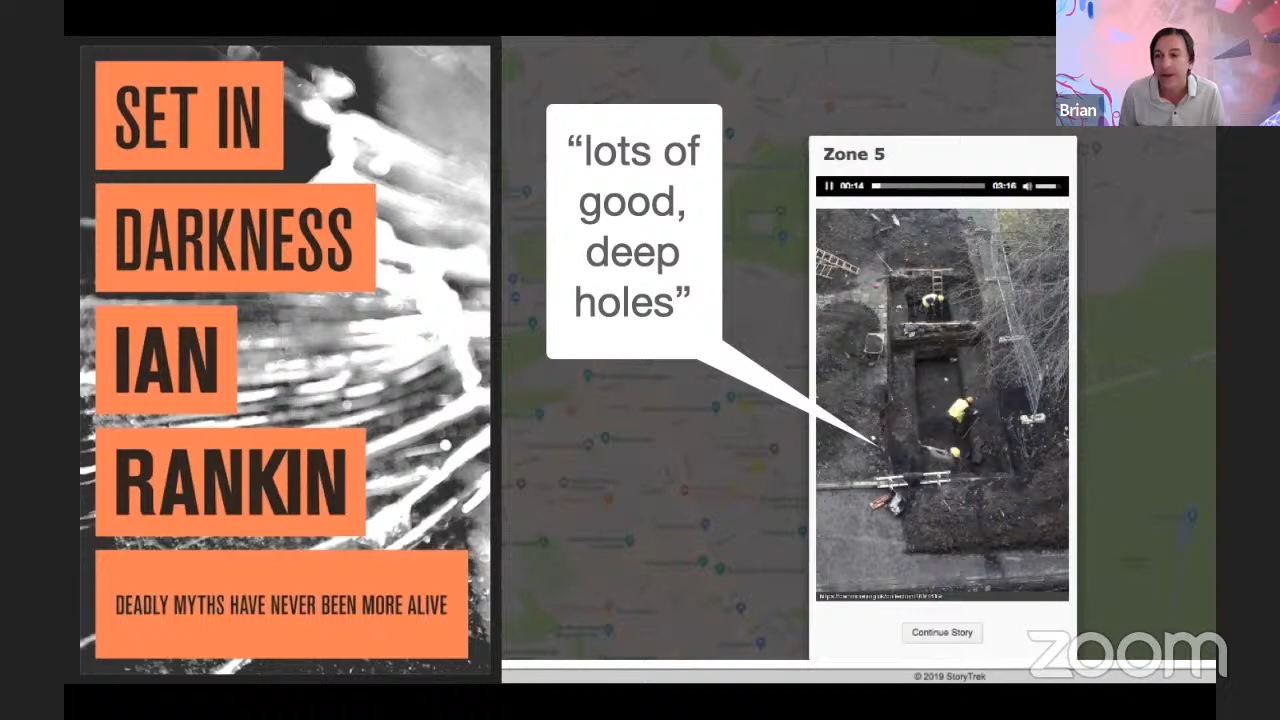 SET IN
DARKNESS
IAN
RANKIN
DEADLY MYTHS HAVE NEVER BEEN MORE ALIVE
“lots of
good,
deep
holes”
Zone 5
00:14
03:16
Continue Story
© 2019 StoryTrek
Brian
zoom